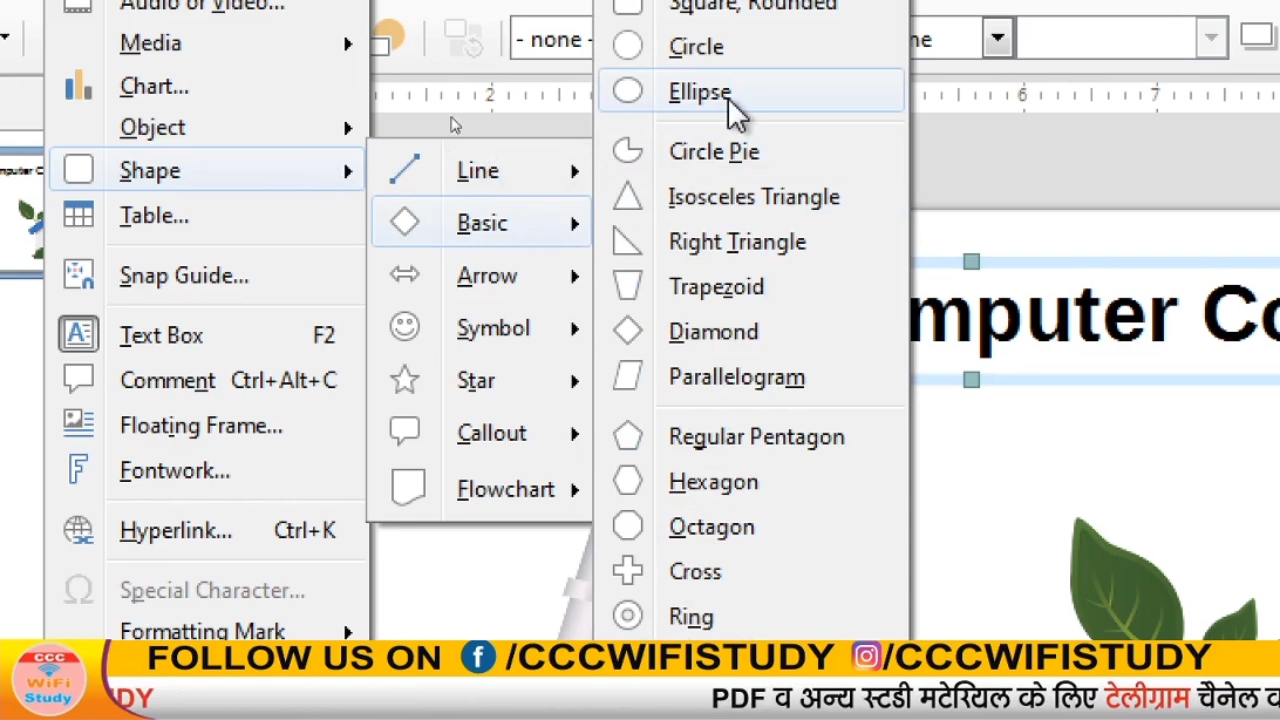 Audio or Video...
Media
Chart...
Object
Shape
Table...
Snap Guide...
Text Box F2
Comment Ctrl+Alt+C
Floating Frame...
Fontwork...
Hyperlink... Ctrl+K
Special Character...
Formatting Mark
Line
Basic
Arrow
Symbol
Star
Callout
Flowchart
Square, Rounded
Circle
Ellipse
Circle Pie
Isosceles Triangle
Right Triangle
Trapezoid
Diamond
Parallelogram
Regular Pentagon
Hexagon
Octagon
Cross
Ring
- none -
ne
2
6
7
mputer Co
mputer Co
CCC
WiFi
Study
FOLLOW US ON /CCCWIFISTUDY /CCCWIFISTUDY
DY
PDF व अन्य स्टडी मटेरियल के लिए टेलीग्राम चैनेल व